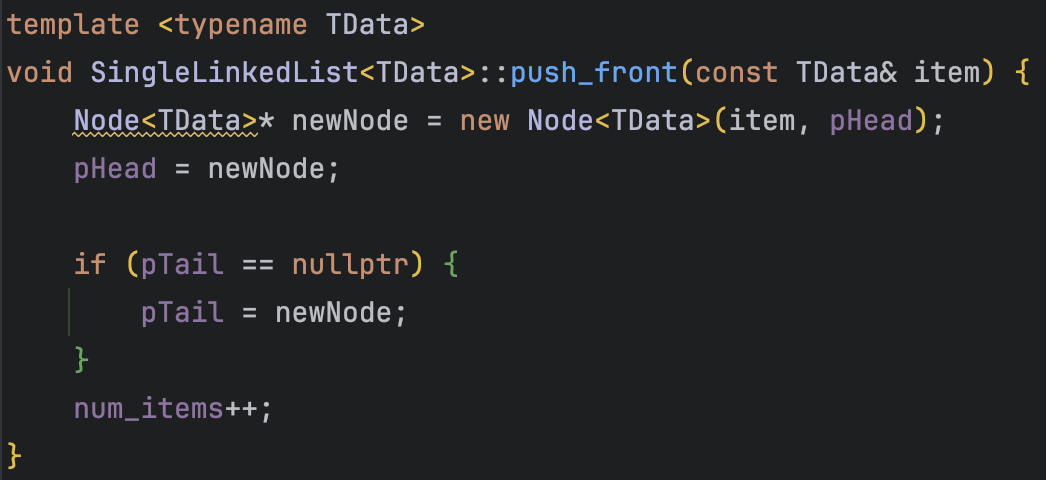 template <typename TData>
void SingleLinkedList<TData>::push_front(const TData& item) {
    Node<TData>* newNode = new Node<TData>(item, pHead);
    pHead = newNode;

    if (pTail == nullptr) {
        pTail = newNode;
    }
    num_items++;
}